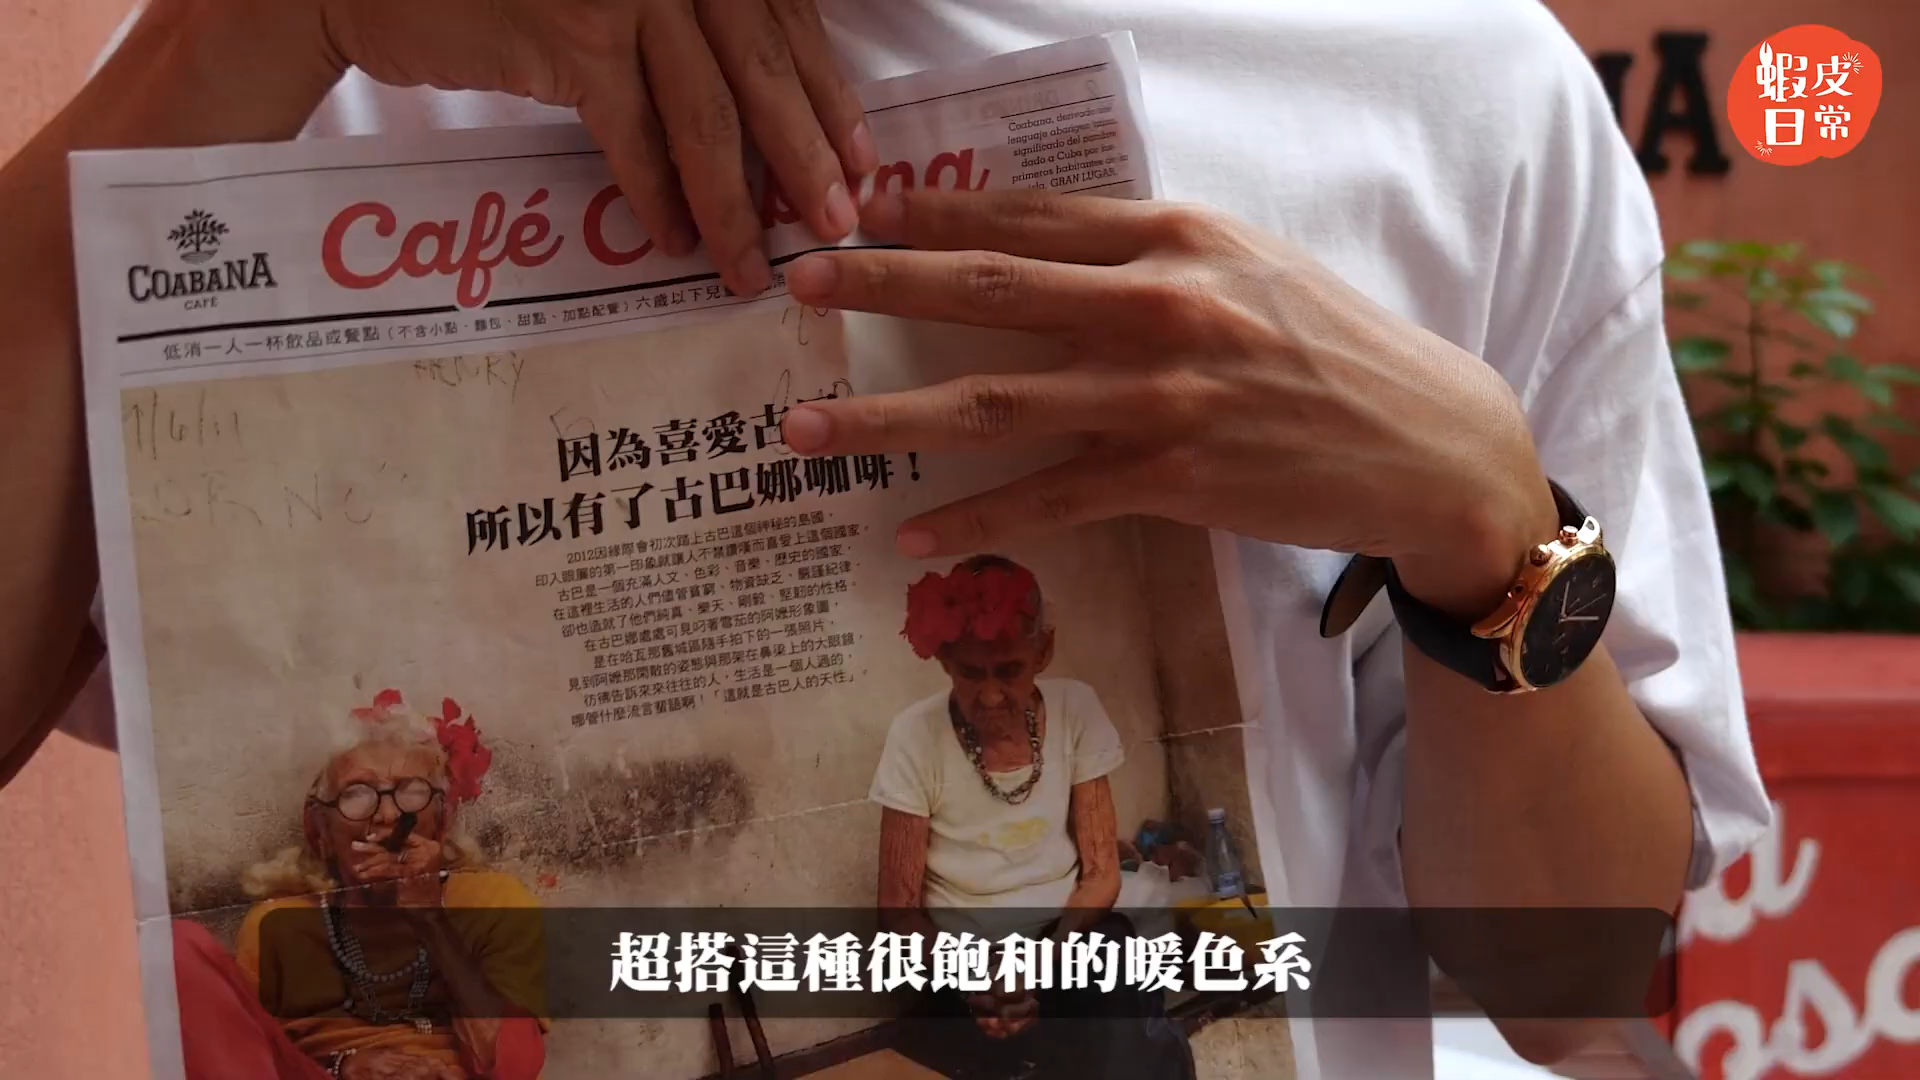 蝦皮
日常
Café
COABANA
CAFÉ
Coabana, derivado
lenguaje aborigen
significado del nombre
dado a Cuba por los
primeros habitantes de la
isla, GRAN LUGAR.
低消一人一杯飲品或餐點（不含小點、麵包、甜點、加點配餐）六歲以下兒
HENRY
因為喜愛古
所以有了古巴娜咖啡！
2012因緣際會初次踏上古巴這個神秘的島國，
印入眼簾的第一印象就讓人不禁讚嘆而喜愛上這個國家。
古巴是一個充滿人文、色彩、音樂、歷史的國家，
在這裡生活的人們儘管貧窮、物資缺乏、嚴謹紀律，
卻也造就了他們純真、樂天、剛毅、堅韌的性格。
在古巴娜處處可見叼著雪茄的阿嬤形象圖，
是在哈瓦那舊城區隨手拍下的一張照片，
見到阿嬤那閒散的姿態與那架在鼻梁上的大眼鏡，
彷彿告訴來來往往的人，生活是一個人過的，
哪管什麼流言蜚語啊！「這就是古巴人的天性」。
超搭這種很飽和的暖色系